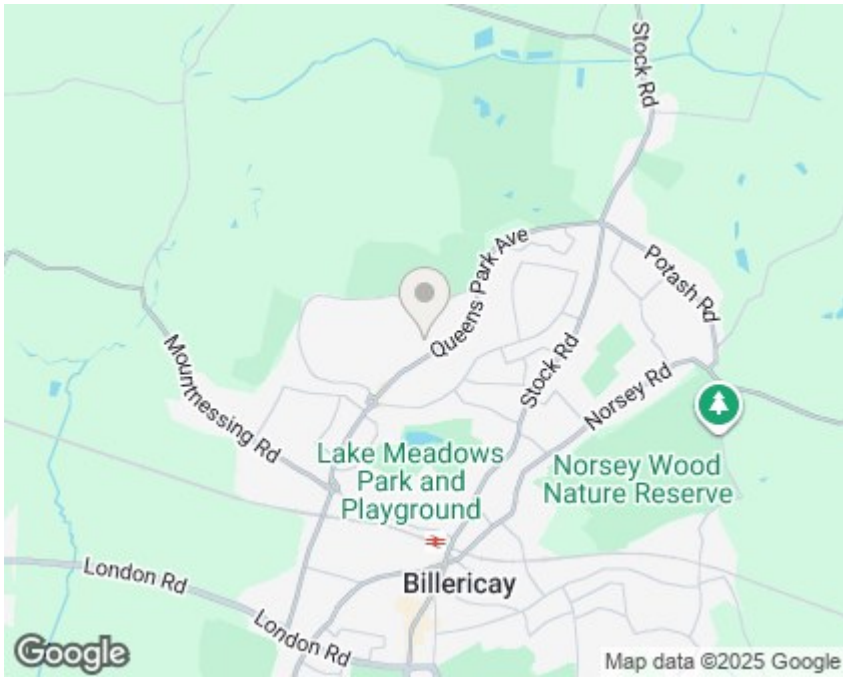 Stock Rd
Queens Park Ave
Potash Rd
Mountnessing Rd
Stock Rd
Norsey Rd
Lake Meadows
Park and
Playground
Norsey Wood
Nature Reserve
London Rd
Billericay
London Rd
Google
Map data ©2025 Google